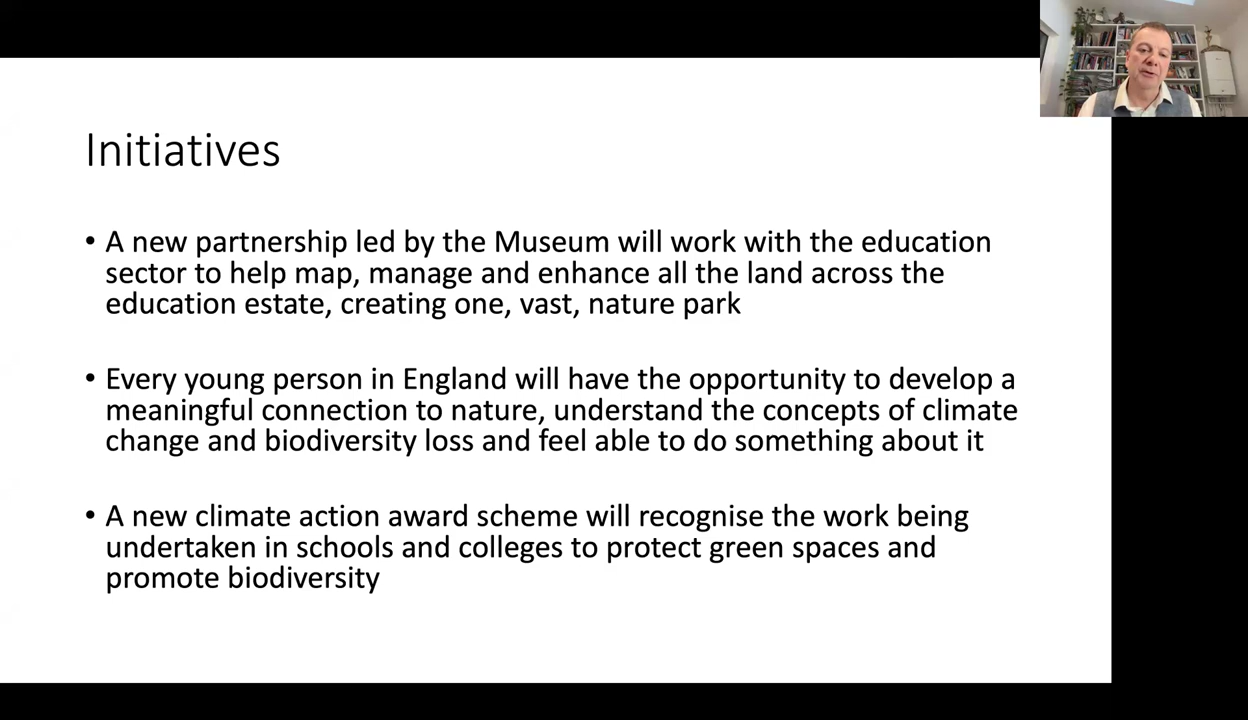 Initiatives
• A new partnership led by the Museum will work with the education
sector to help map, manage and enhance all the land across the
education estate, creating one, vast, nature park
• Every young person in England will have the opportunity to develop a
meaningful connection to nature, understand the concepts of climate
change and biodiversity loss and feel able to do something about it
• A new climate action award scheme will recognise the work being
undertaken in schools and colleges to protect green spaces and
promote biodiversity